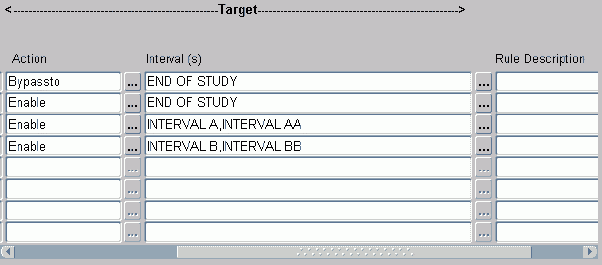 <-----------------------------------------------Target--------------------------------------------->
Action Interval (s) Rule Description
Bypassto ... END OF STUDY ...
Enable ... END OF STUDY ...
Enable ... INTERVAL A,INTERVAL AA ...
Enable ... INTERVAL B,INTERVAL BB ...
... ...
... ...
... ...
... ...